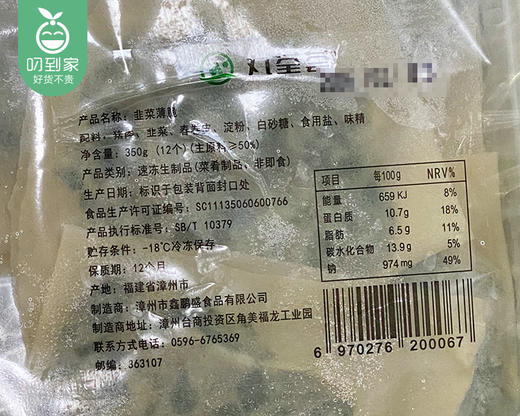 叨到家
好货不贵
产品名称：韭菜薄脆
配料：猪肉、韭菜、春卷皮、淀粉、白砂糖、食用盐、味精
净含量：350g（12个）(主原料≥50%)
产品类别：速冻生制品（菜肴制品、非即食）
生产日期：标识于包装背面封口处
食品生产许可证编号：SC11135060600766
产品执行标准号：SB/T 10379
贮存条件：-18℃冷冻保存
保质期：12个月
产地：福建省漳州市
制造商：漳州市鑫鹏盛食品有限公司
制造商地址：漳州台商投资区角美福龙工业园
联系方式电话：0596-6765369
邮编：363107
项目 每100g NRV%
能量 659 KJ 8%
蛋白质 10.7g 18%
脂肪 6.5g 11%
碳水化合物 13.9g 5%
钠 974mg 49%
6 970276 200067